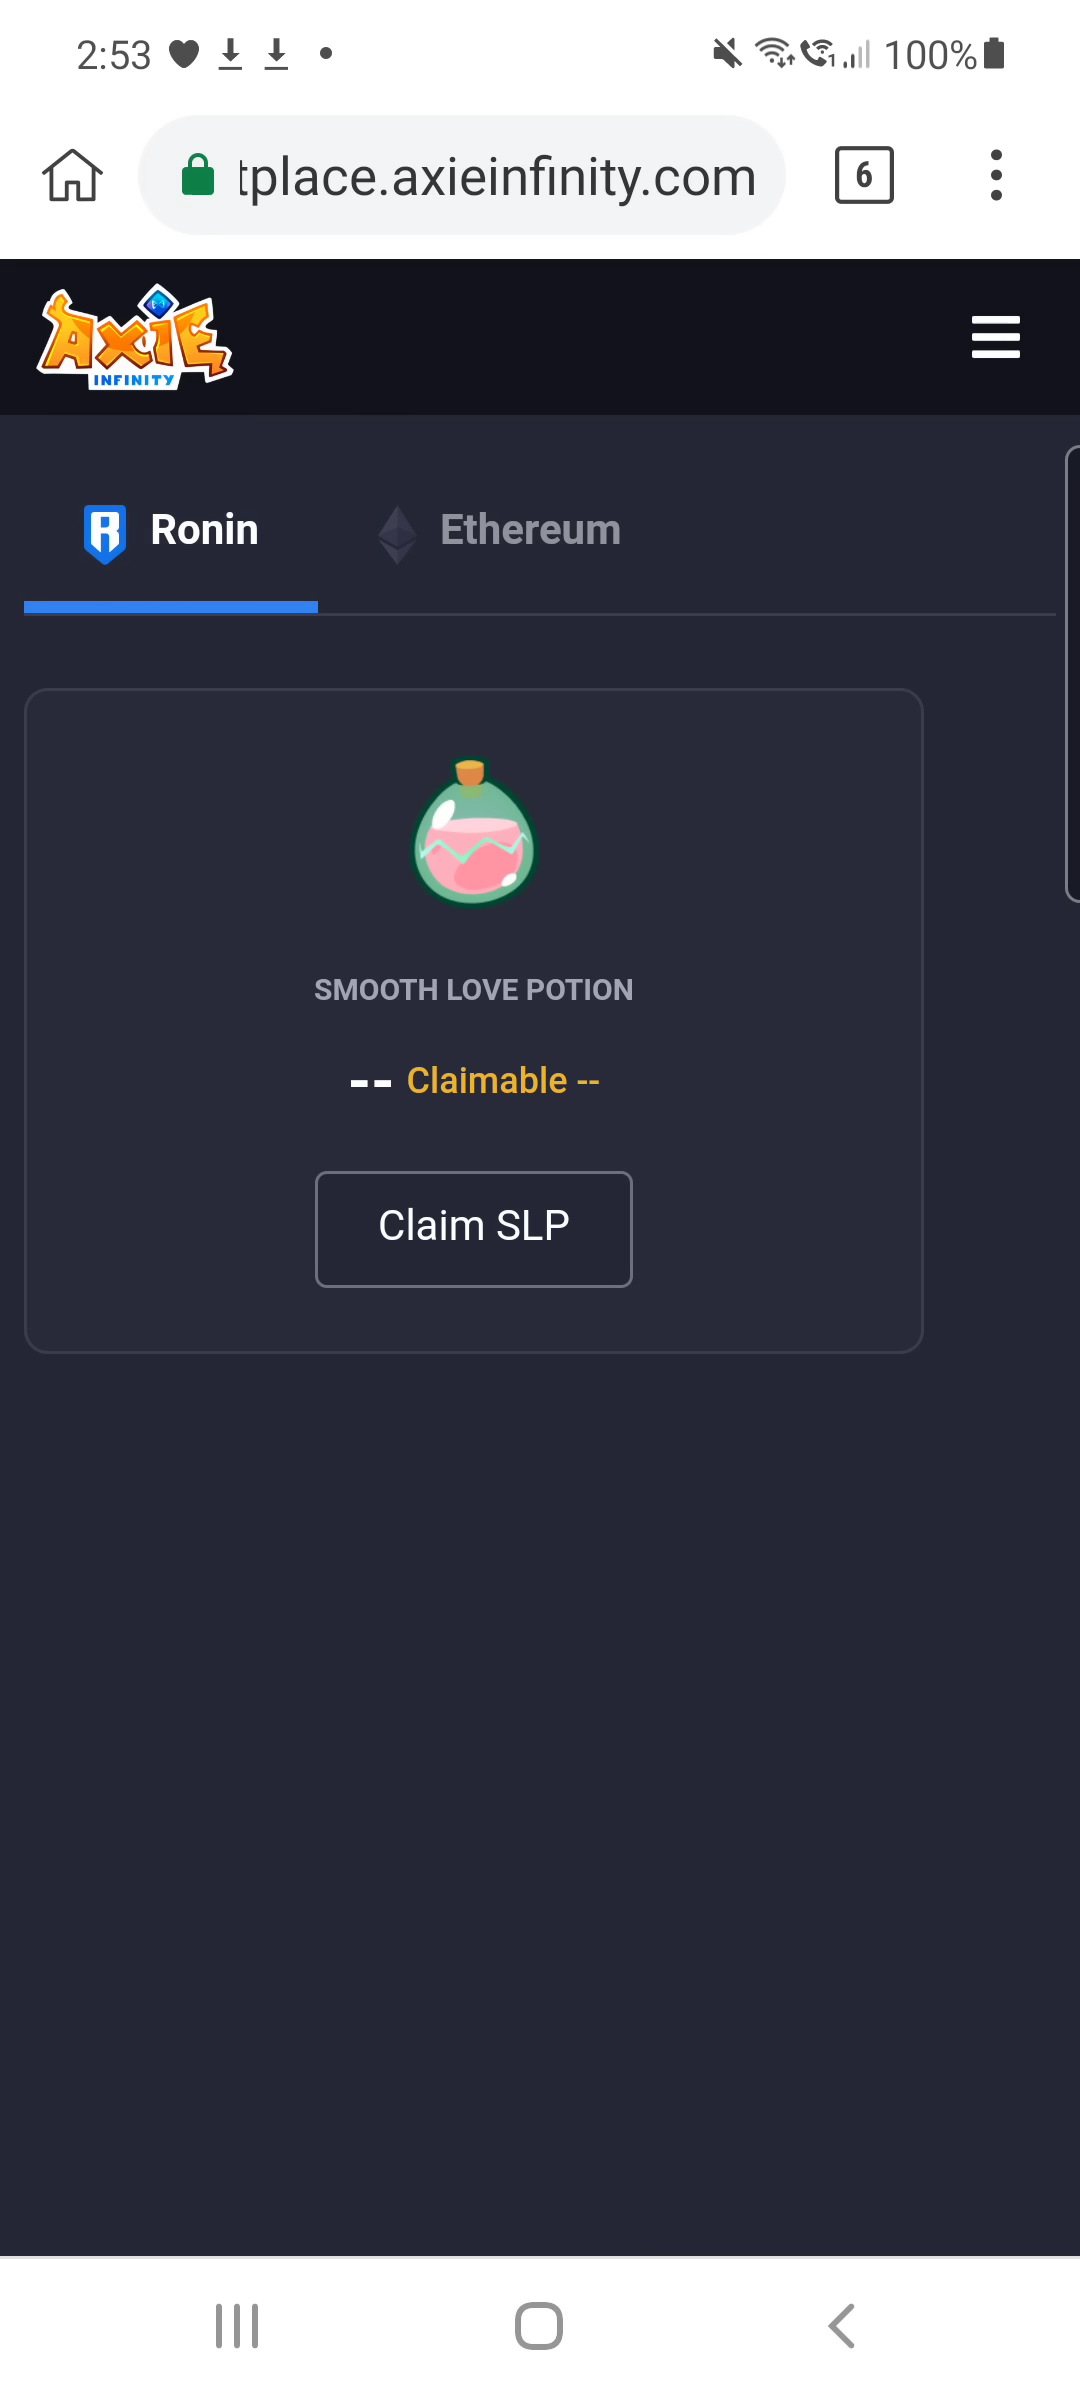 2:53
100%
tplace.axieinfinity.com
6
AXIE
INFINITY
Ronin
Ethereum
SMOOTH LOVE POTION
-- Claimable --
Claim SLP